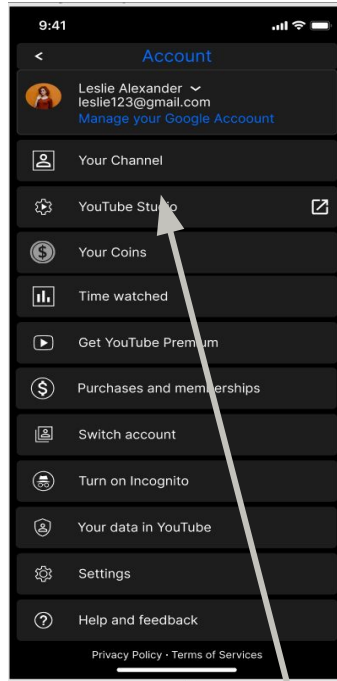 9:41
<
Account
Leslie Alexander
leslie123@gmail.com
Manage your Google Accoount
Your Channel
YouTube Studio
Your Coins
Time watched
Get YouTube Premium
Purchases and memberships
Switch account
Turn on Incognito
Your data in YouTube
Settings
Help and feedback
Privacy Policy • Terms of Services